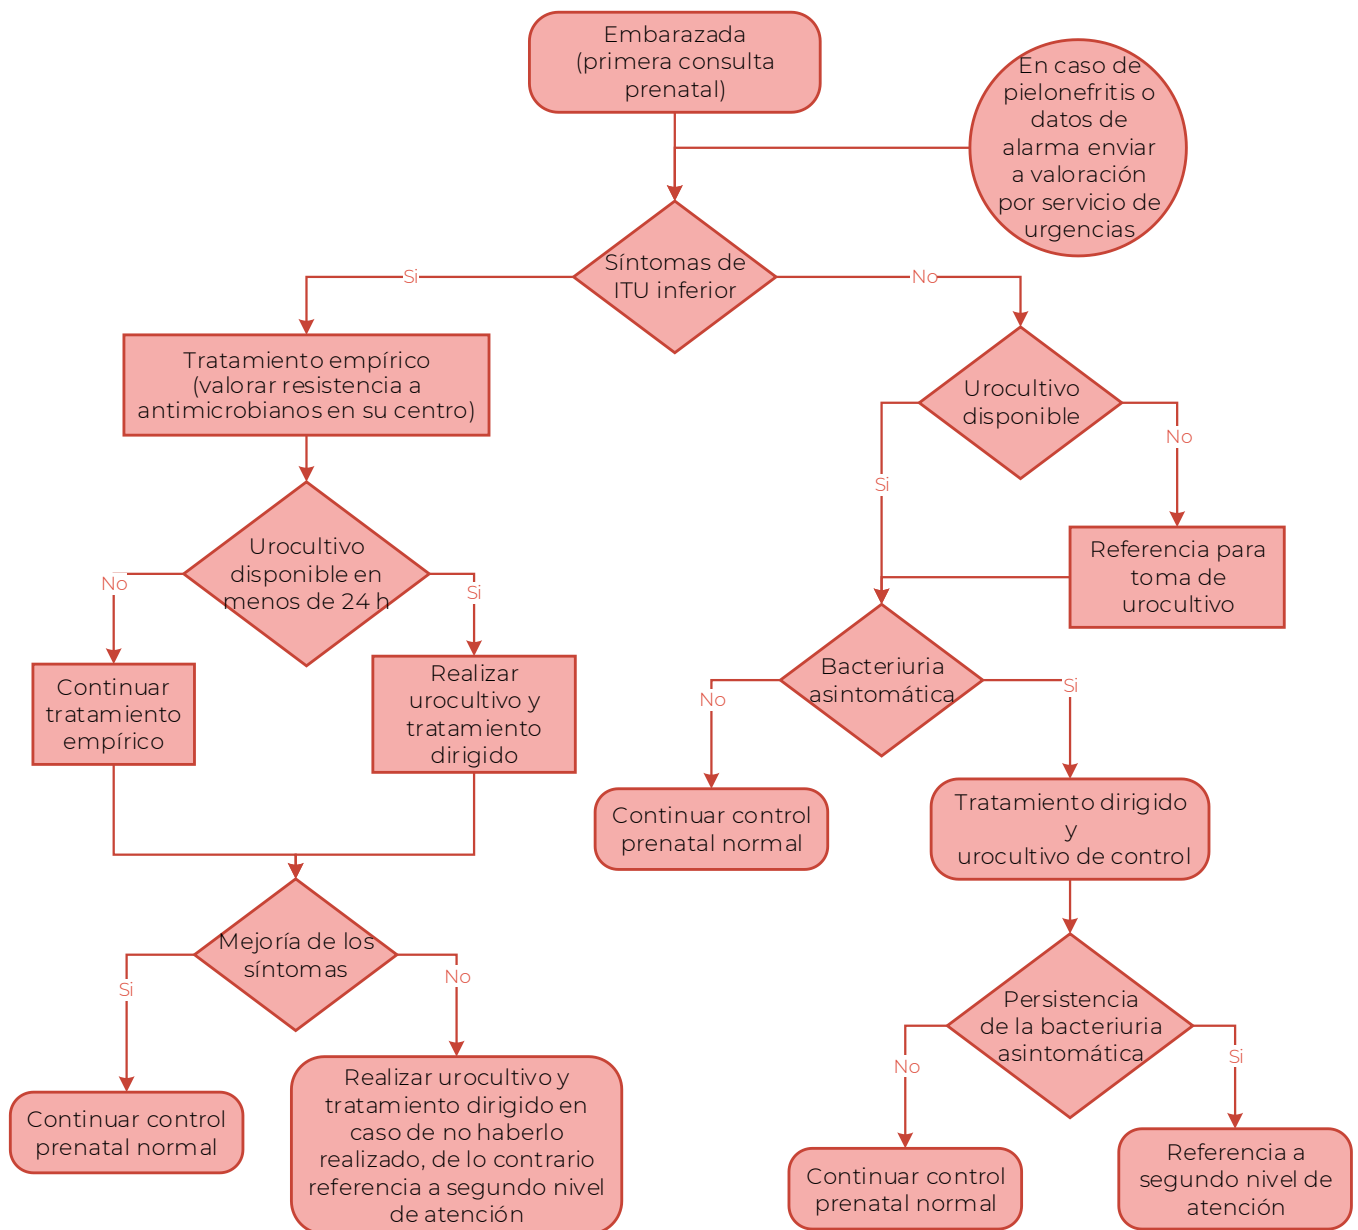 Embarazada
(primera consulta
prenatal)
En caso de
pielonefritis o
datos de
alarma enviar
a valoración
por servicio de
urgencias
Síntomas de
ITU inferior
Si
No
Tratamiento empírico
(valorar resistencia a
antimicrobianos en su centro)
Urocultivo
disponible
Si
No
Urocultivo
disponible en
menos de 24 h
No
Si
Referencia para
toma de
urocultivo
Continuar
tratamiento
empírico
Realizar
urocultivo y
tratamiento
dirigido
Bacteriuria
asintomática
No
Si
Continuar control
prenatal normal
Tratamiento dirigido
y
urocultivo de control
Mejoría de los
síntomas
Si
No
Persistencia
de la bacteriuria
asintomática
No
Si
Continuar control
prenatal normal
Realizar urocultivo y
tratamiento dirigido en
caso de no haberlo
realizado, de lo contrario
referencia a segundo nivel
de atención
Continuar control
prenatal normal
Referencia a
segundo nivel de
atención